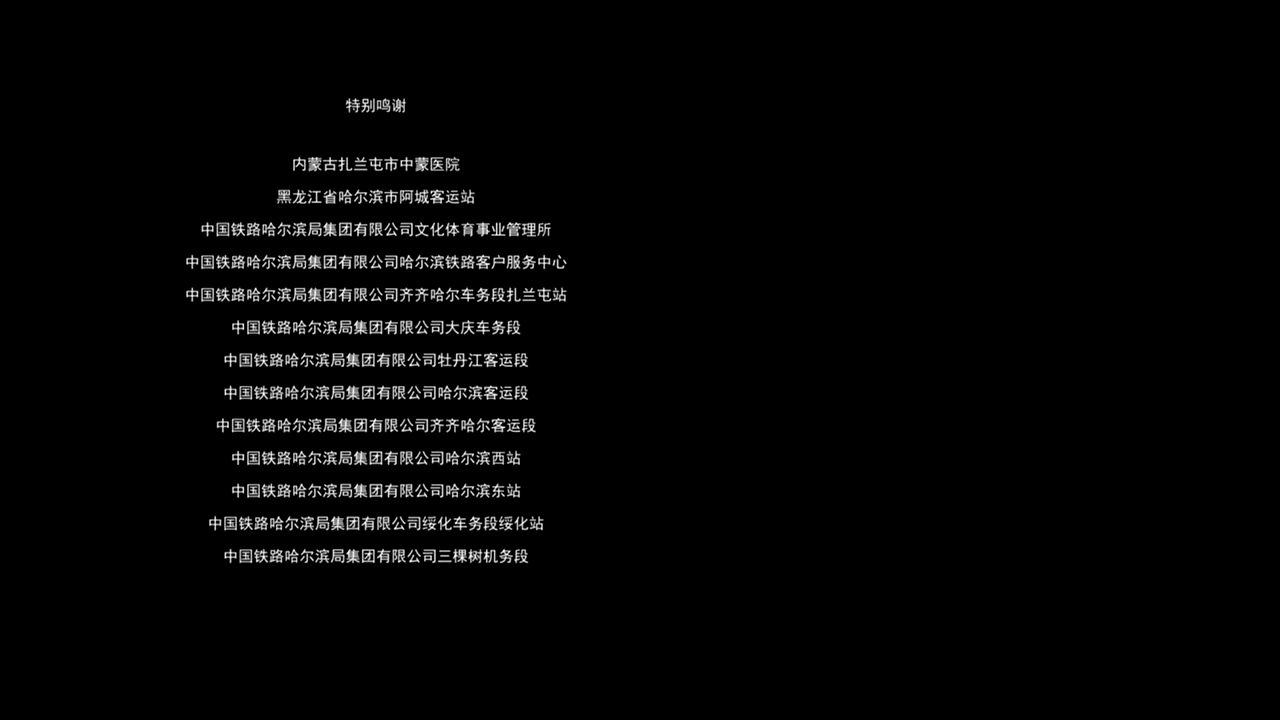 特别鸣谢
内蒙古扎兰屯市中蒙医院
黑龙江省哈尔滨市阿城客运站
中国铁路哈尔滨局集团有限公司文化体育事业管理所
中国铁路哈尔滨局集团有限公司哈尔滨铁路客户服务中心
中国铁路哈尔滨局集团有限公司齐齐哈尔车务段扎兰屯站
中国铁路哈尔滨局集团有限公司大庆车务段
中国铁路哈尔滨局集团有限公司牡丹江客运段
中国铁路哈尔滨局集团有限公司哈尔滨客运段
中国铁路哈尔滨局集团有限公司齐齐哈尔客运段
中国铁路哈尔滨局集团有限公司哈尔滨西站
中国铁路哈尔滨局集团有限公司哈尔滨东站
中国铁路哈尔滨局集团有限公司绥化车务段绥化站
中国铁路哈尔滨局集团有限公司三棵树机务段